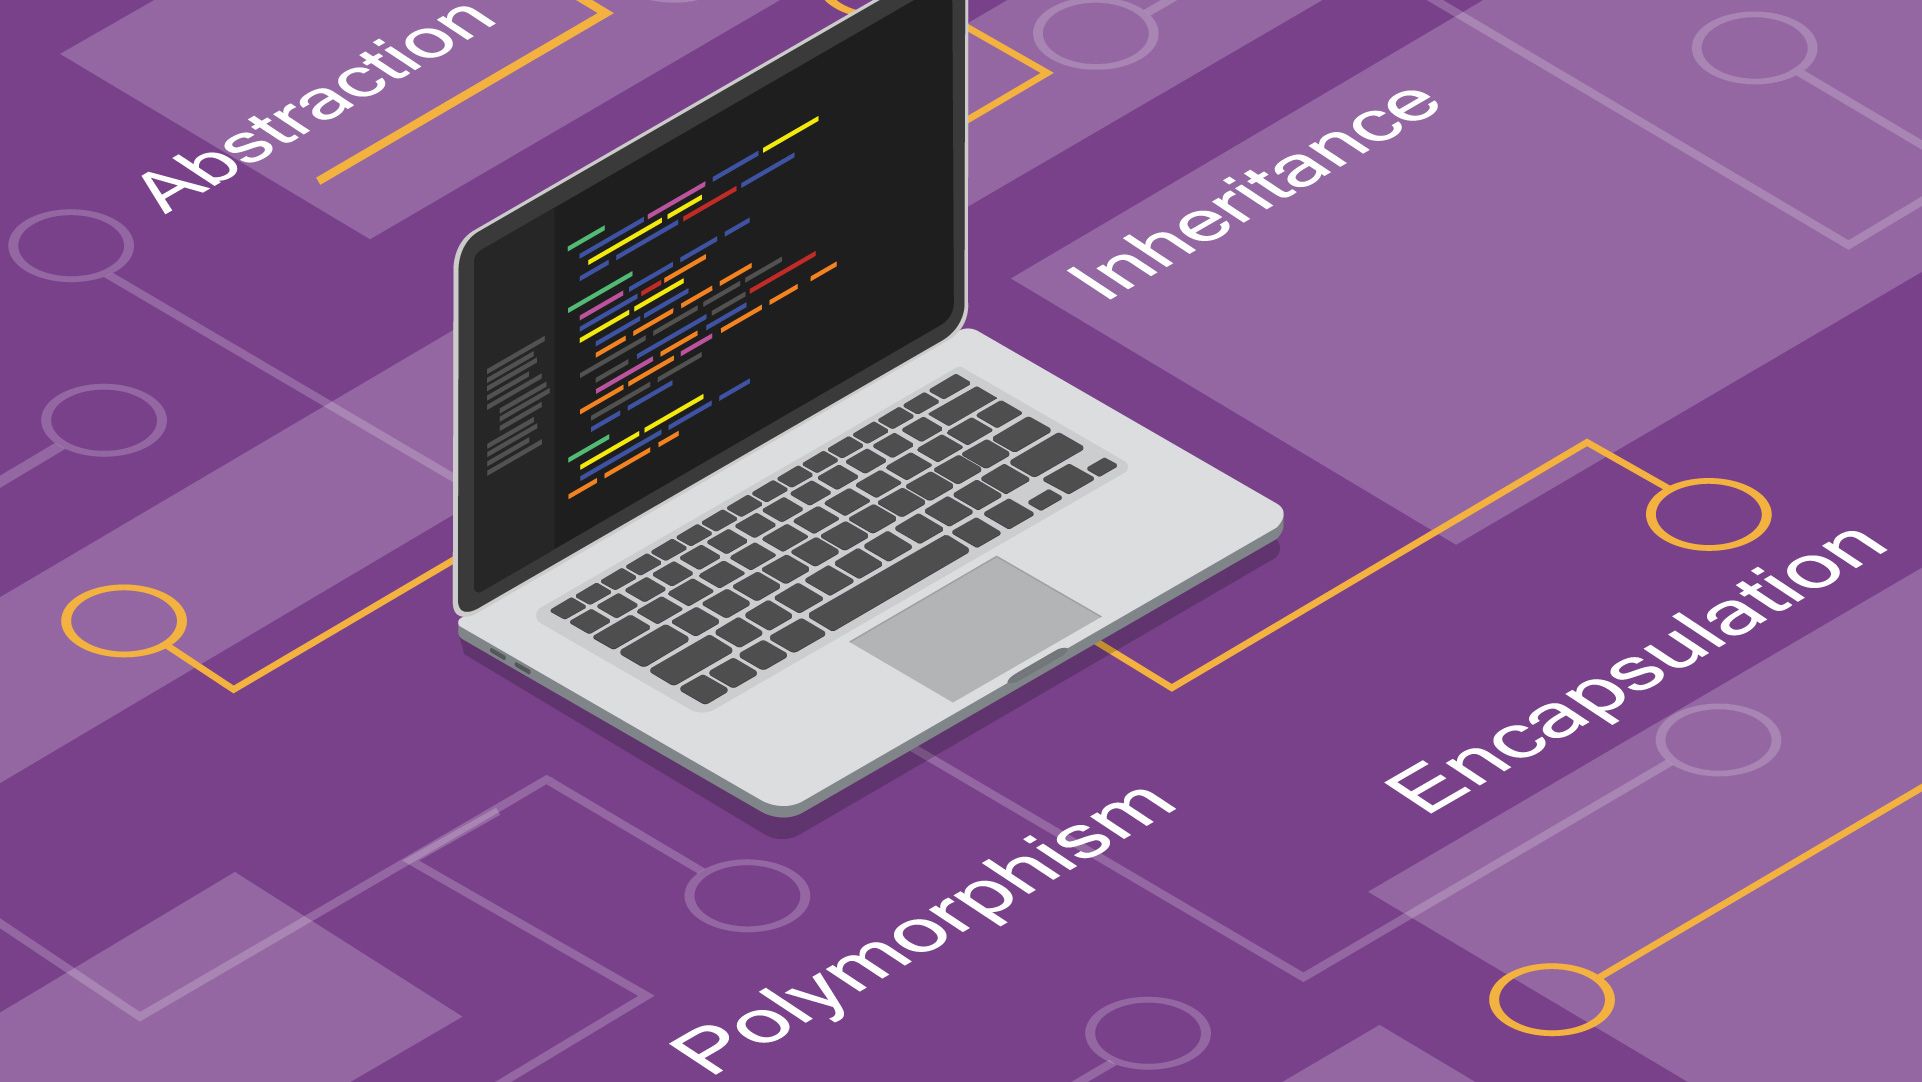 Abstraction
Inheritance
Encapsulation
Polymorphism